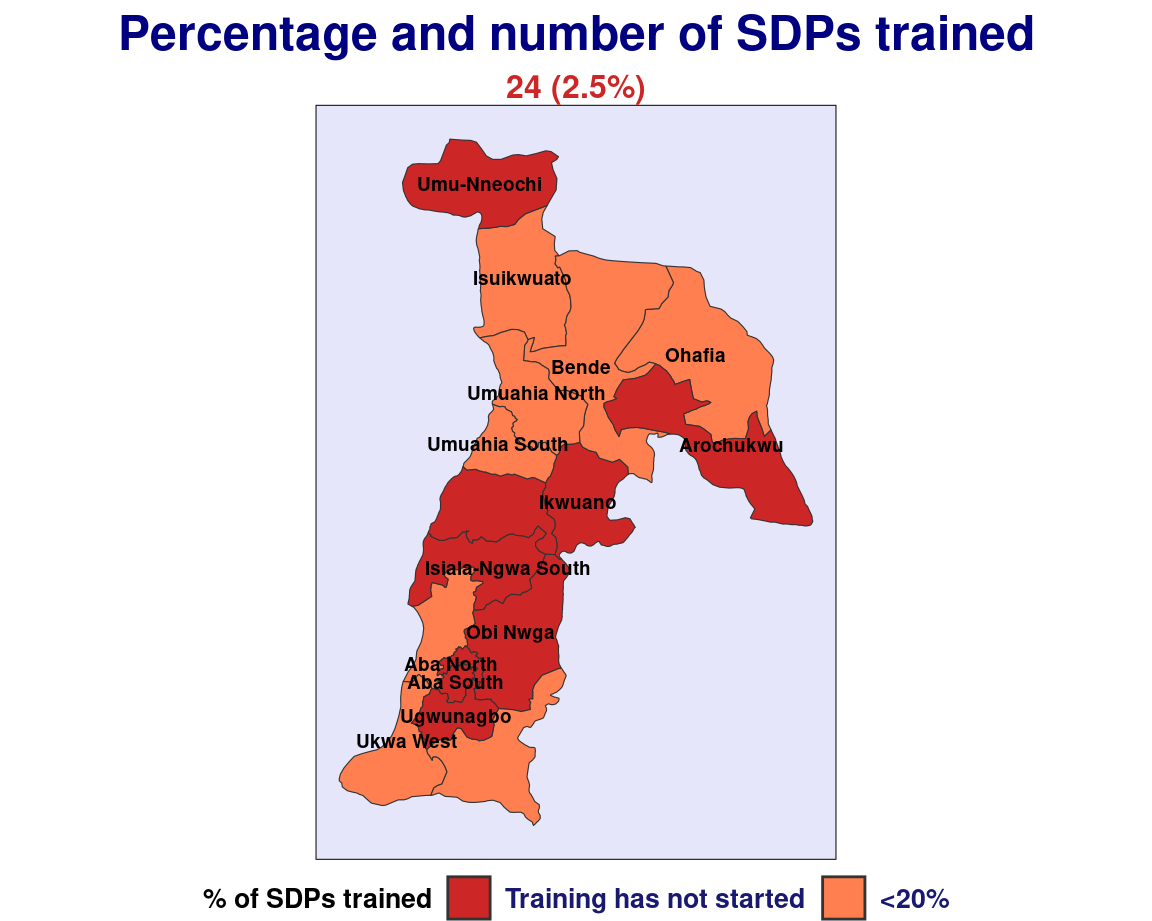 Percentage and number of SDPs trained
24 (2.5%)
Umu-Nneochi
Isuikwuato
Ohafia
Bende
Umuahia North
Umuahia South
Arochukwu
Ikwuano
Isiala-Ngwa South
Obi Nwga
Aba North
Aba South
Ugwunagbo
Ukwa West
% of SDPs trained Training has not started <20%